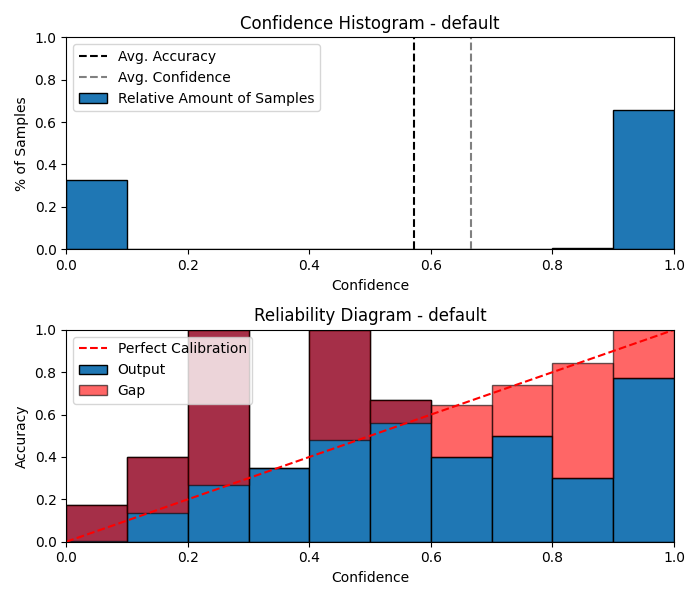 Confidence Histogram - default
1.0
0.8
0.6
0.4
0.2
0.0
% of Samples
Avg. Accuracy
Avg. Confidence
Relative Amount of Samples
0.0 0.2 0.4 0.6 0.8 1.0
Confidence
Reliability Diagram - default
1.0
0.8
0.6
0.4
0.2
0.0
Accuracy
Perfect Calibration
Output
Gap
0.0 0.2 0.4 0.6 0.8 1.0
Confidence